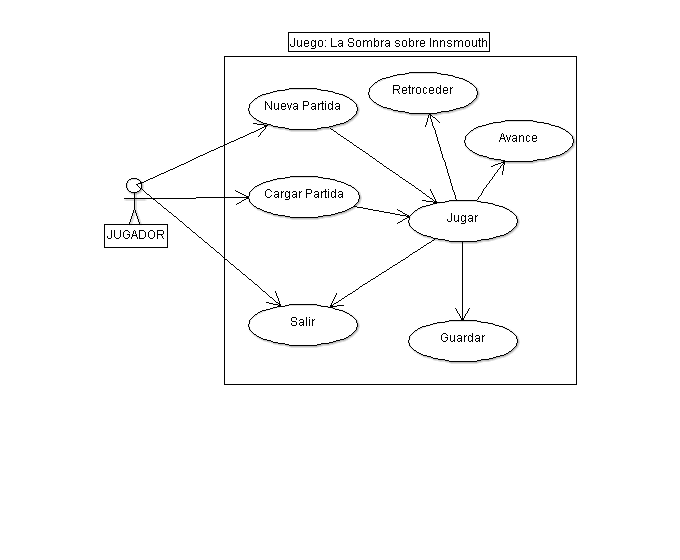 Juego: La Sombra sobre Innsmouth
Retroceder
Nueva Partida
Avance
Cargar Partida
Jugar
JUGADOR
Salir
Guardar